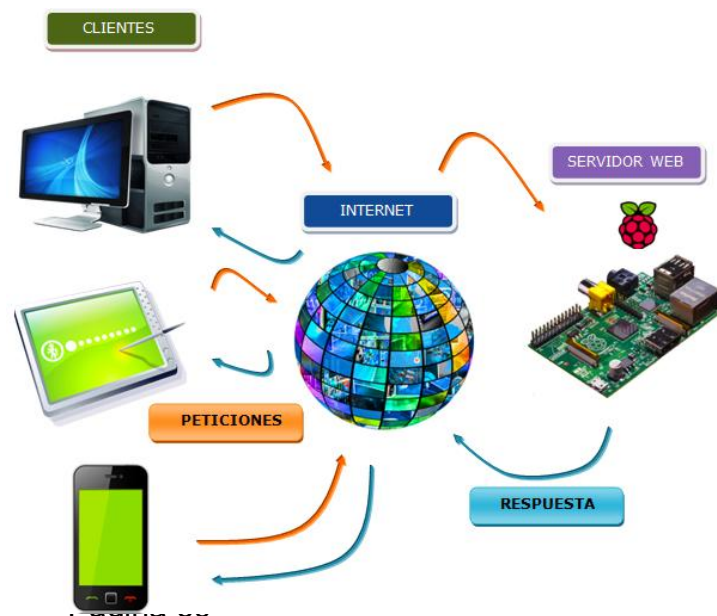 CLIENTES
SERVIDOR WEB
INTERNET
PETICIONES
RESPUESTA